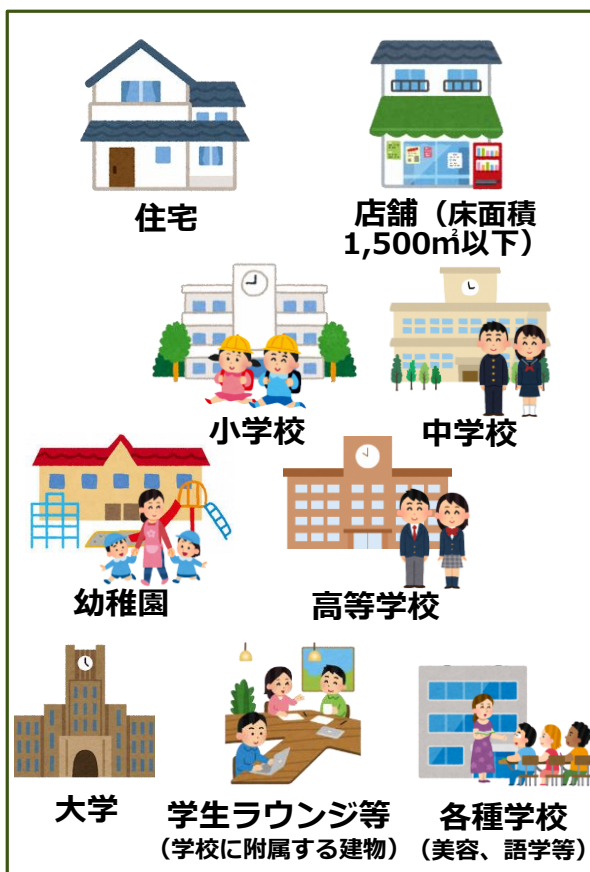 住宅
店舗（床面積
1,500㎡以下）
小学校
中学校
幼稚園
高等学校
大学
学生ラウンジ等
（学校に附属する建物）
各種学校
（美容、語学等）